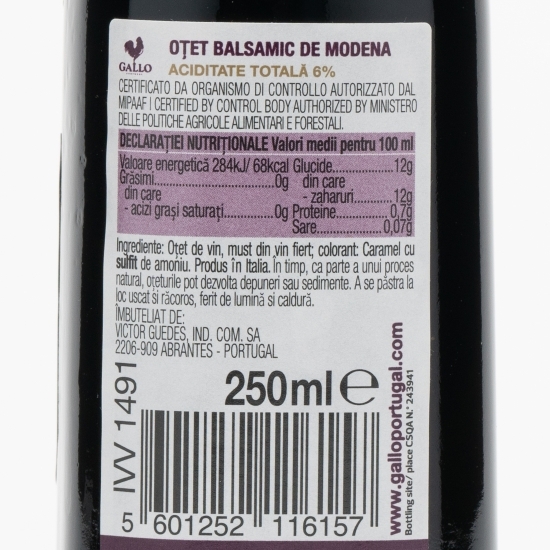 GALLO
OȚET BALSAMIC DE MODENA
ACIDITATE TOTALĂ 6%
CERTIFICATO DA ORGANISMO DI CONTROLLO AUTORIZZATO DAL
MIPAAF | CERTIFIED BY CONTROL BODY AUTHORIZED BY MINISTERO
DELLE POLITICHE AGRICOLE ALIMENTARI E FORESTALI.
DECLARAȚIEI NUTRIȚIONALE Valori medii pentru 100 ml
Valoare energetică 284kJ/ 68kcal
Grăsimi..................0g
din care
- acizi grași saturați..........0g
Glucide..................12g
din care
- zaharuri..............12g
Proteine..............0,7g
Sare..................0,07g
Ingrediente: Oțet de vin, must din vin fiert; colorant: Caramel cu
sulfit de amoniu. Produs în Italia. În timp, ca parte a unui proces
natural, oțeturile pot dezvolta depuneri sau sedimente. A se păstra la
loc uscat și răcoros, ferit de lumină si caldură.
ÎMBUTELIAT DE:
VICTOR GUEDES, IND. COM. SA
2206-909 ABRANTES - PORTUGAL
250ml e
IVV 1491
5 601252 116157
www.galloportugal.com
Bottling site/ place CSQA N.° 243941